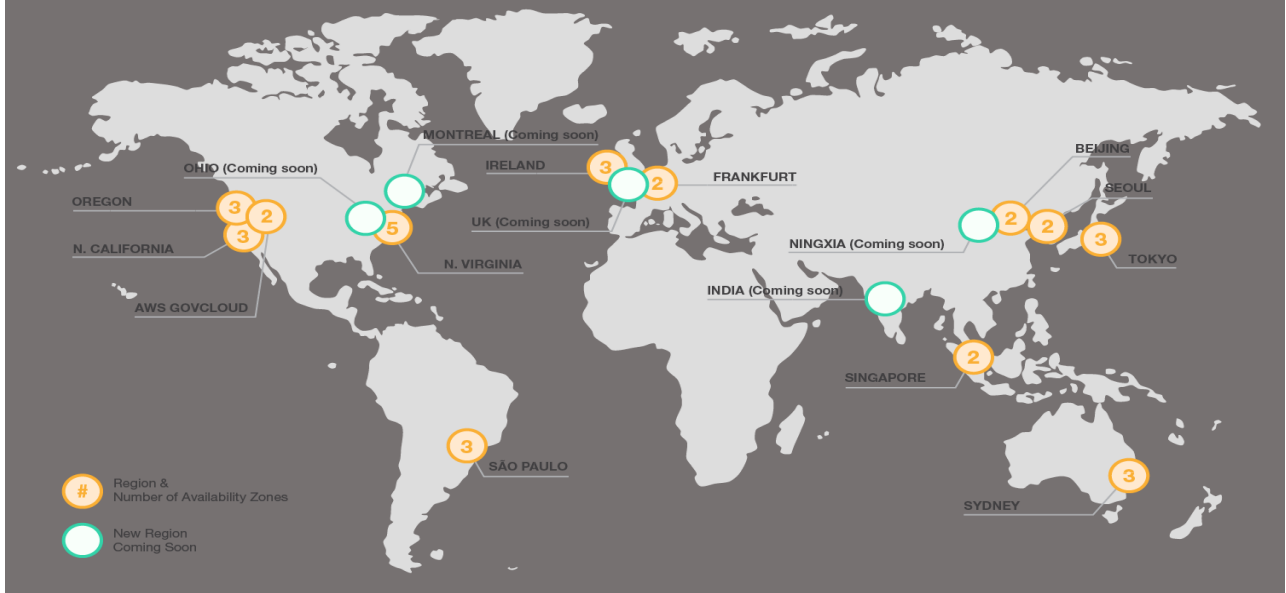 MONTREAL (Coming soon)
BEIJING
OHIO (Coming soon)
IRELAND
3
2
FRANKFURT
SEOUL
OREGON
3
2
5
UK (Coming soon)
2
2
N. CALIFORNIA
3
NINGXIA (Coming soon)
3
TOKYO
N. VIRGINIA
INDIA (Coming soon)
AWS GOVCLOUD
2
SINGAPORE
3
SÃO PAULO
3
SYDNEY
#
Region &
Number of Availability Zones
New Region
Coming Soon